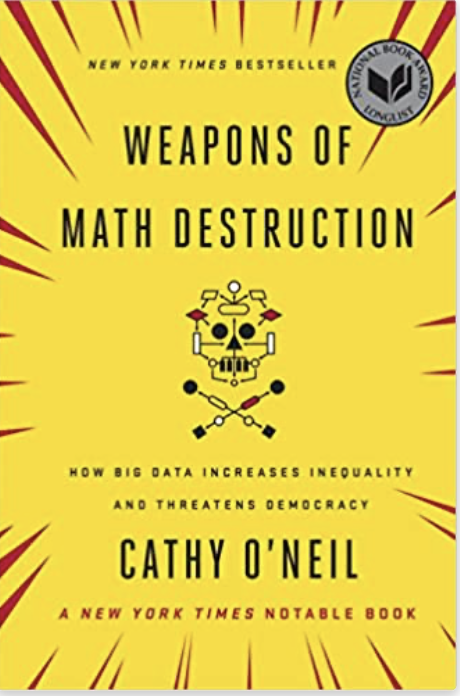 NEW YORK TIMES BESTSELLER
NATIONAL BOOK AWARD
LONGLIST
WEAPONS OF
MATH DESTRUCTION
HOW BIG DATA INCREASES INEQUALITY
AND THREATENS DEMOCRACY
CATHY O'NEIL
A NEW YORK TIMES NOTABLE BOOK